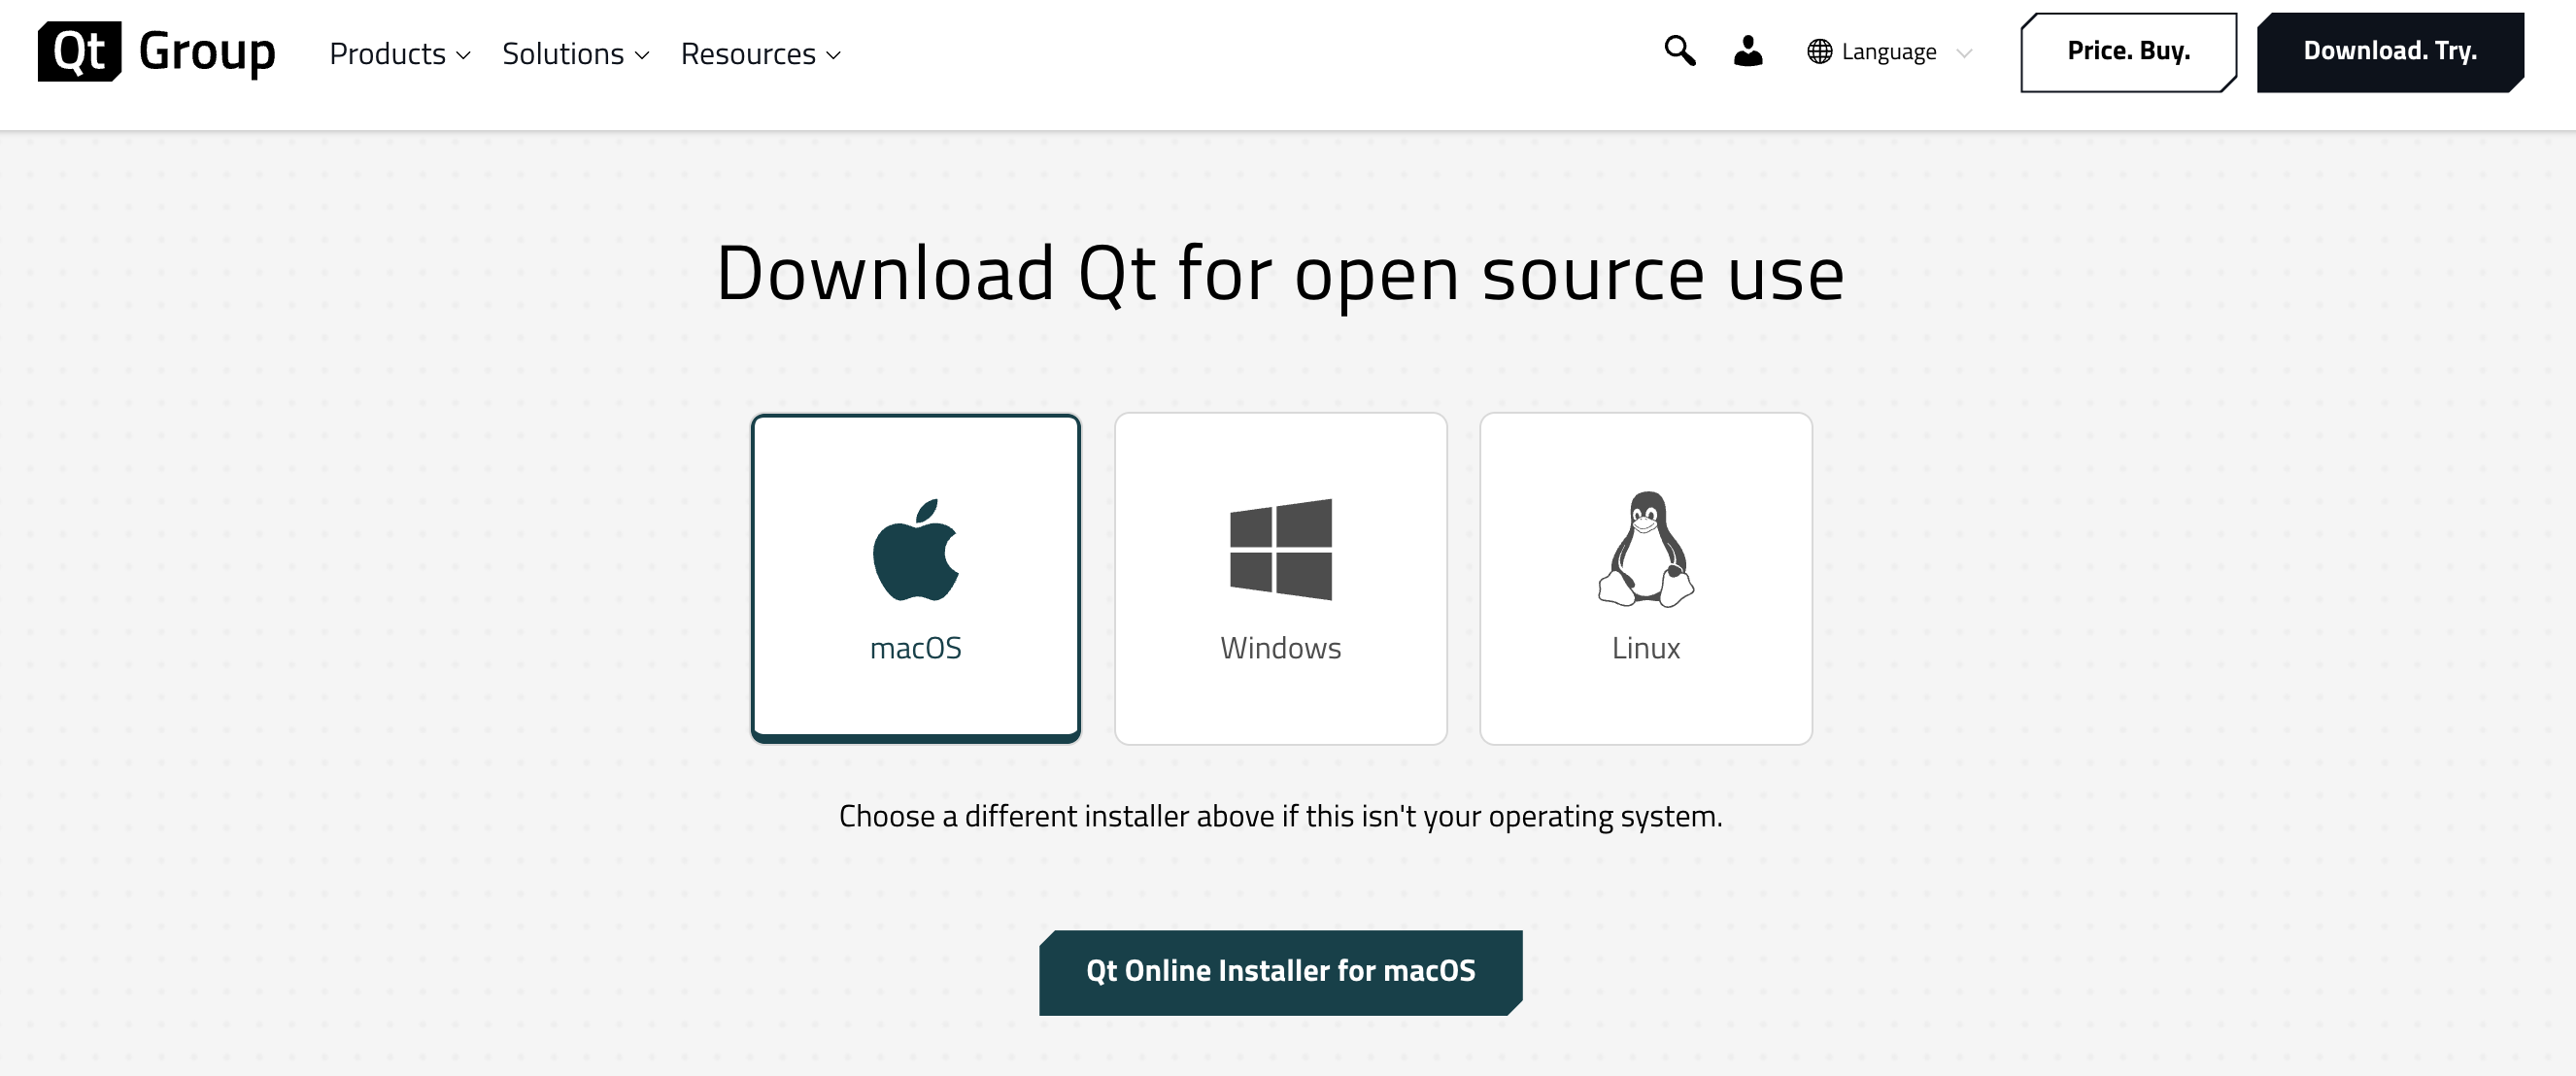 Qt Group
Products
Solutions
Resources
Language
Price. Buy.
Download. Try.
Download Qt for open source use
macOS
Windows
Linux
Choose a different installer above if this isn't your operating system.
Qt Online Installer for macOS